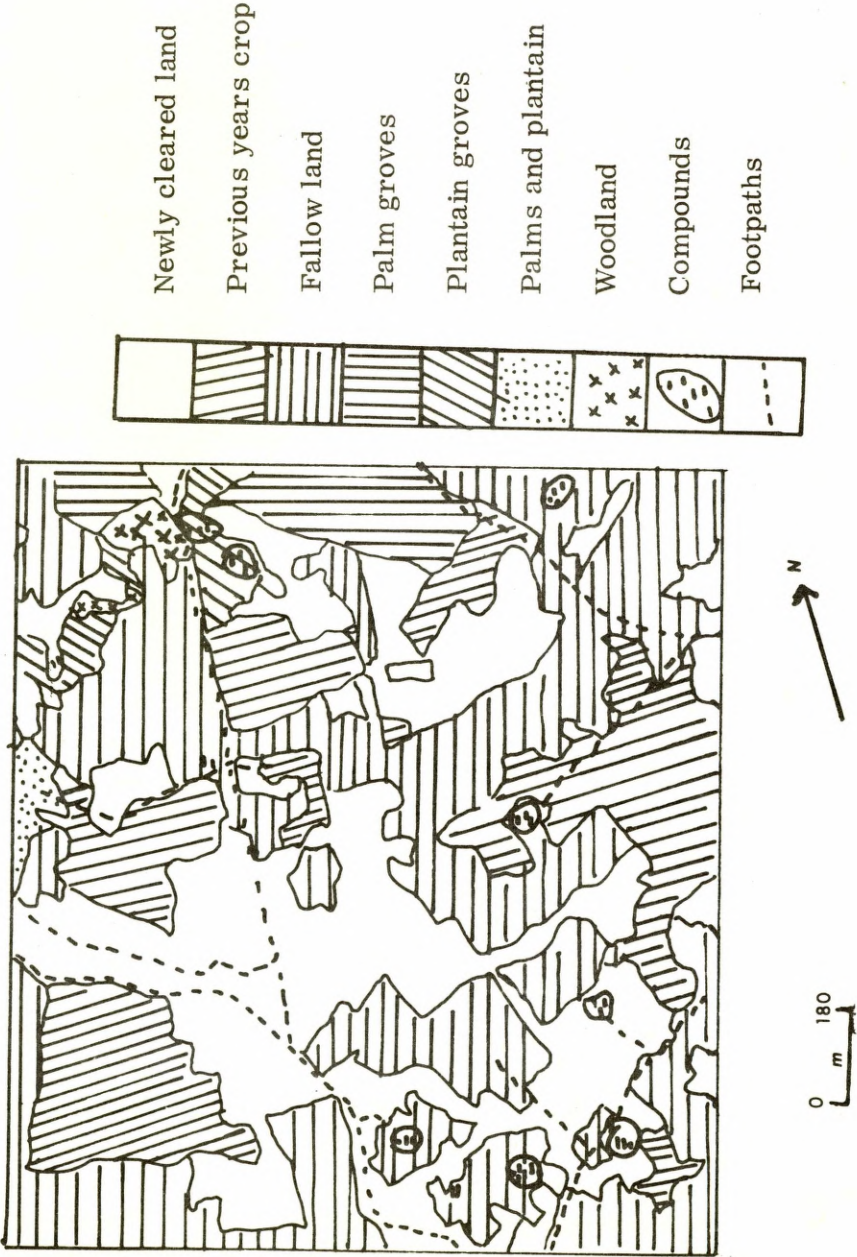 Newly cleared land
Previous years crop
Fallow land
Palm groves
Plantain groves
Palms and plantain
Woodland
Compounds
Footpaths
N
0 m 180